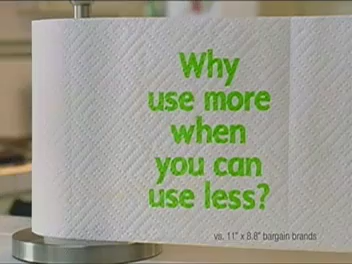 Why
use more
when
you can
use less?
vs. 11" x 8.8" bargain brands